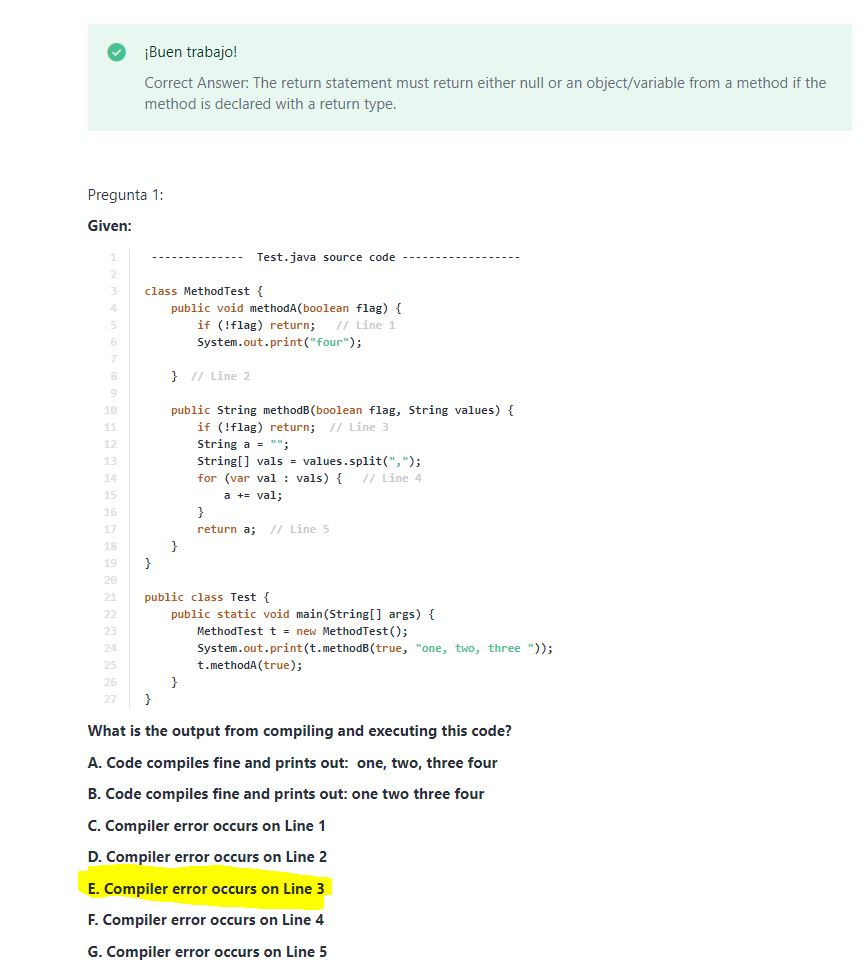 ¡Buen trabajo!
Correct Answer: The return statement must return either null or an object/variable from a method if the
method is declared with a return type.
Pregunta 1:
Given:
1 -------------- Test.java source code ------------------
2
3 class MethodTest {
4     public void methodA(boolean flag) {
5         if (!flag) return;   // Line 1
6         System.out.print("four");
7
8     }  // Line 2
9
10     public String methodB(boolean flag, String values) {
11         if (!flag) return;  // Line 3
12         String a = "";
13         String[] vals = values.split(",");
14         for (var val : vals) {   // Line 4
15             a += val;
16         }
17         return a;  // Line 5
18     }
19 }
20
21 public class Test {
22     public static void main(String[] args) {
23         MethodTest t = new MethodTest();
24         System.out.print(t.methodB(true, "one, two, three "));
25         t.methodA(true);
26     }
27 }
What is the output from compiling and executing this code?
A. Code compiles fine and prints out:  one, two, three four
B. Code compiles fine and prints out: one two three four
C. Compiler error occurs on Line 1
D. Compiler error occurs on Line 2
E. Compiler error occurs on Line 3
F. Compiler error occurs on Line 4
G. Compiler error occurs on Line 5